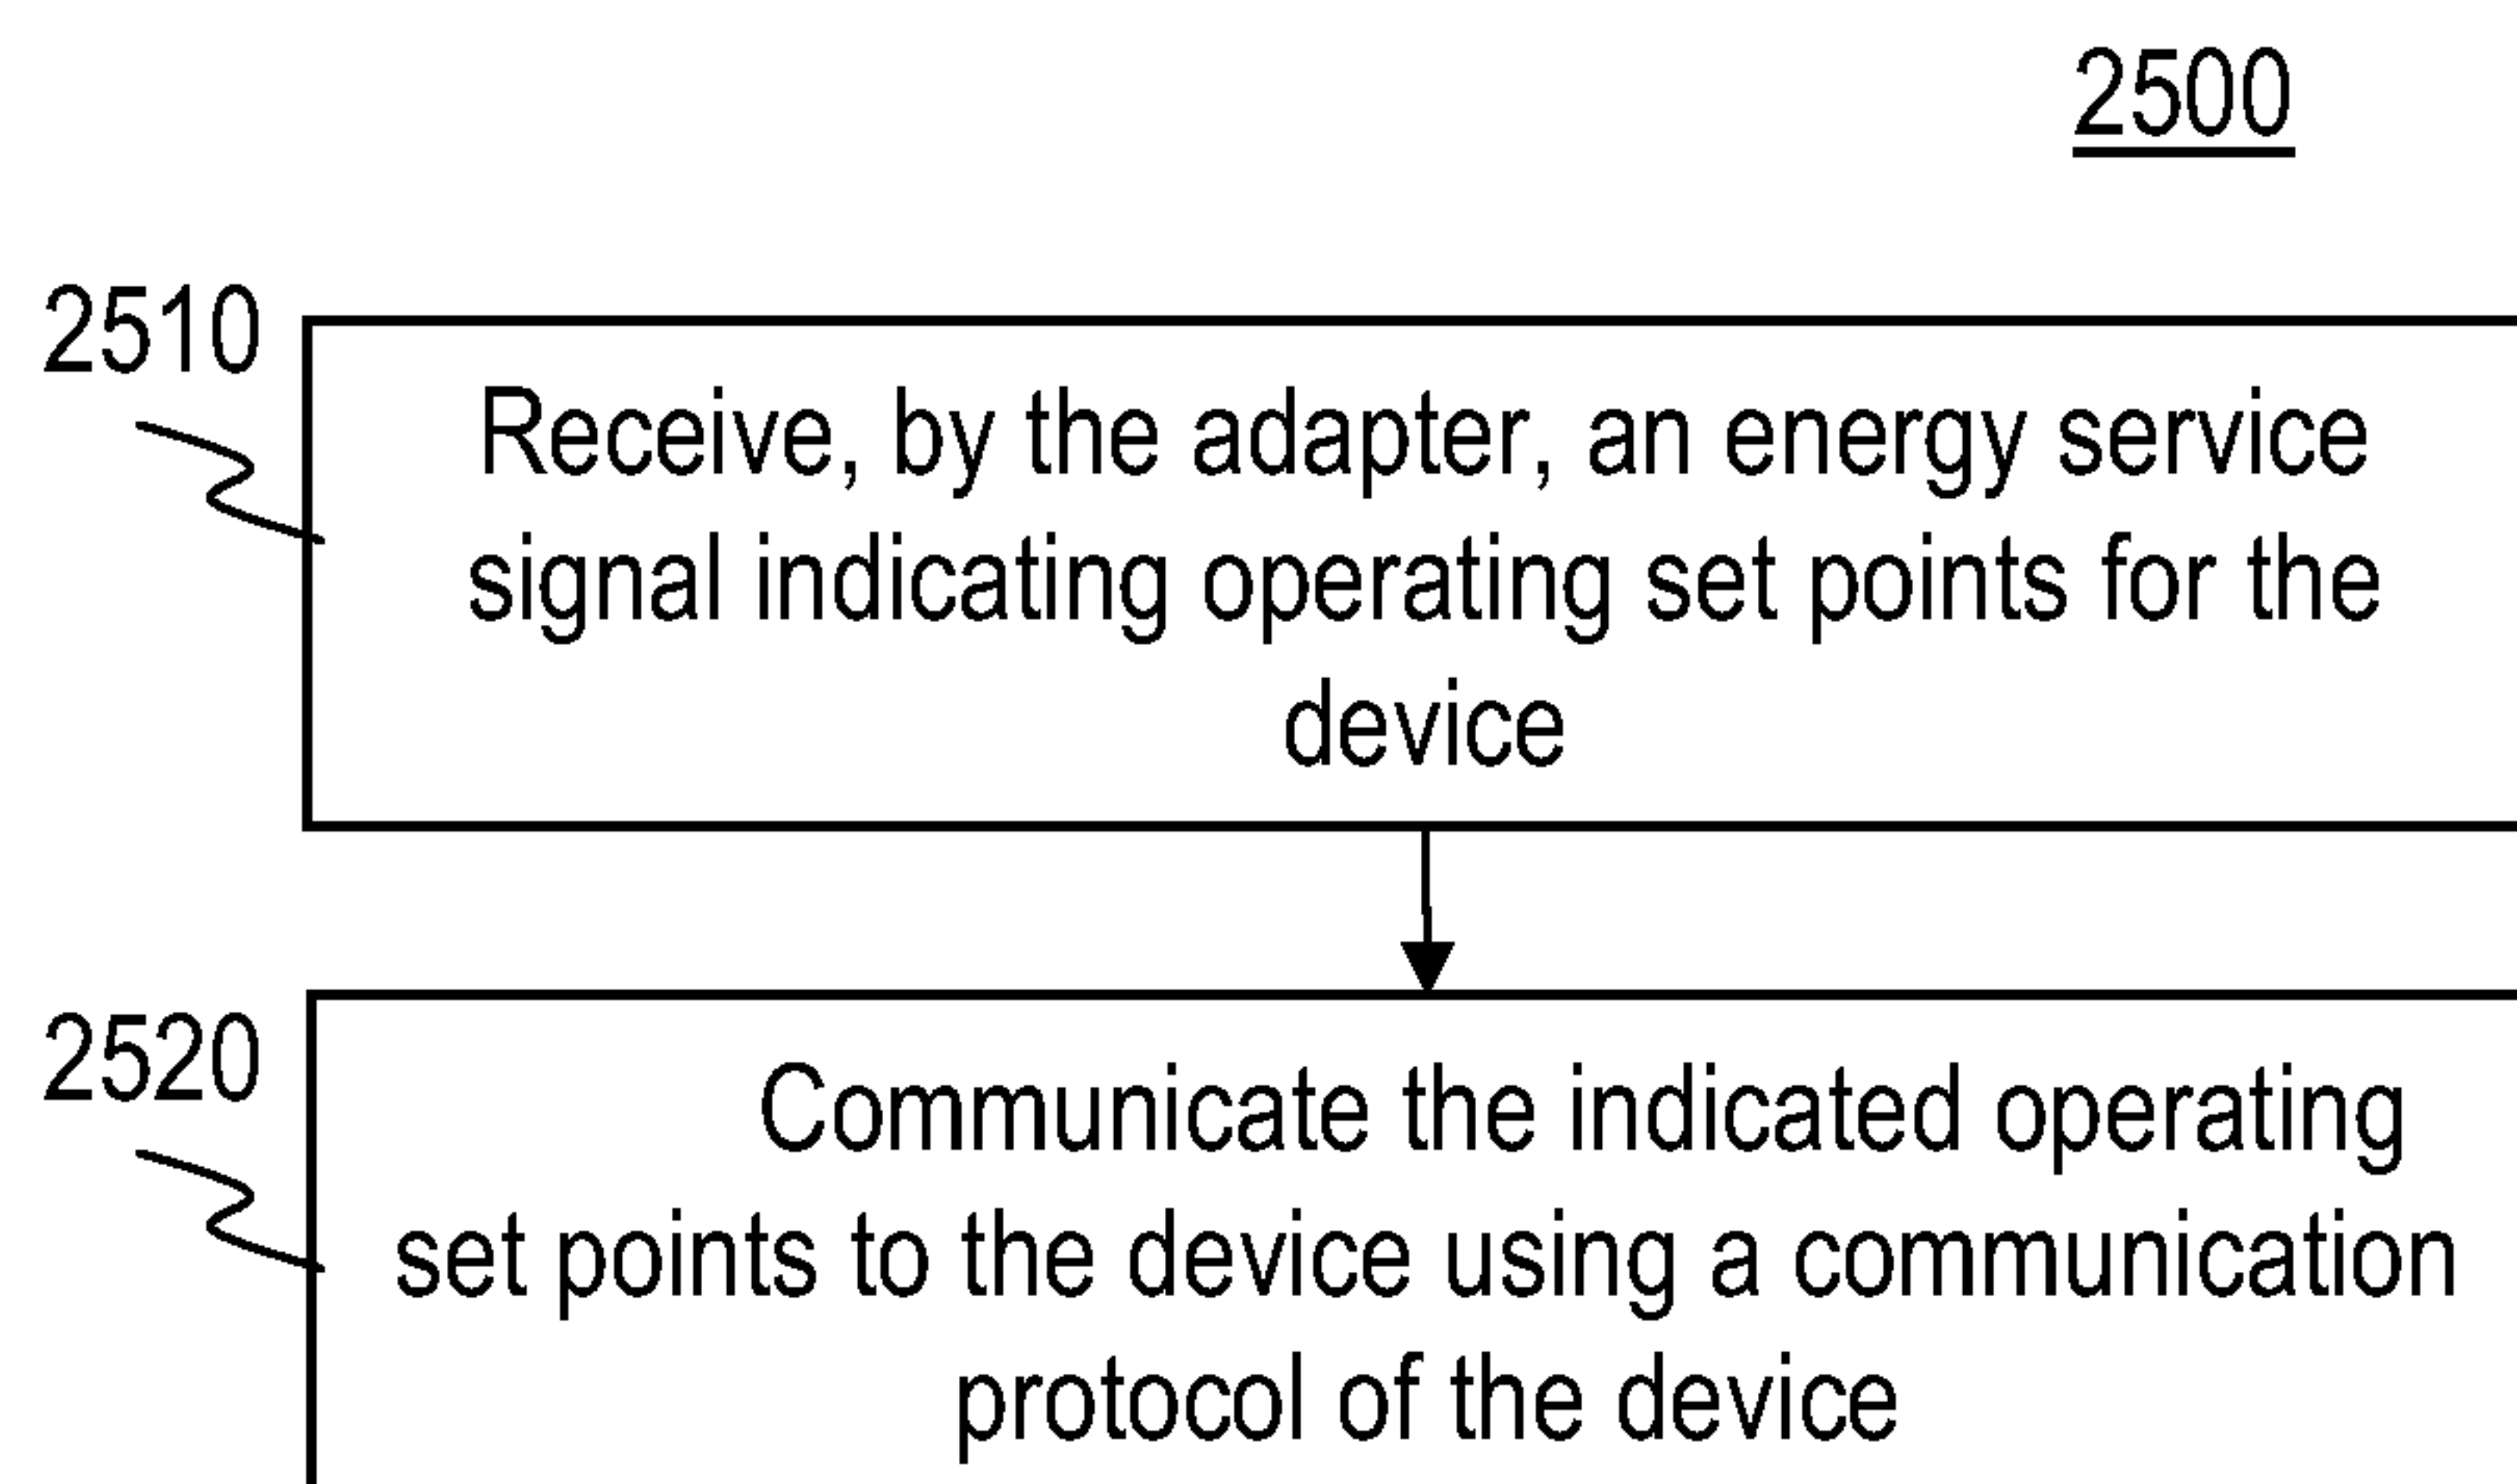 2500
2510
Receive, by the adapter, an energy service
signal indicating operating set points for the
device
2520
Communicate the indicated operating
set points to the device using a communication
protocol of the device